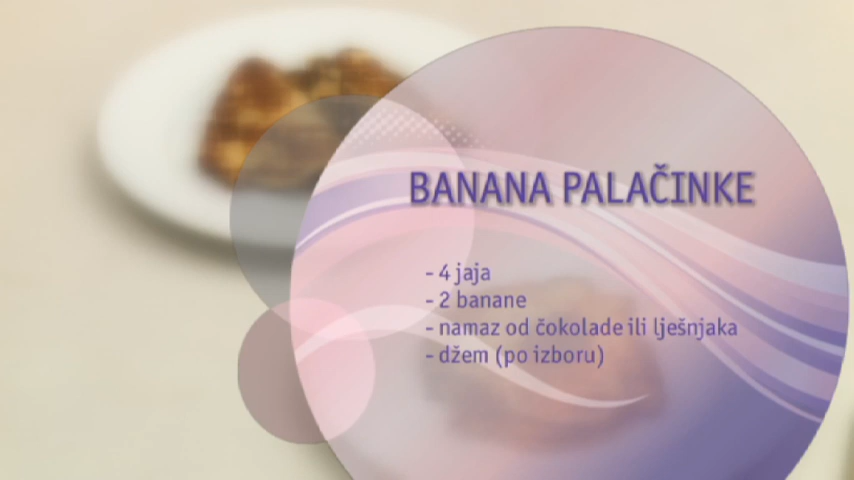 BANANA PALAČINKE
- 4 jaja
- 2 banane
- namaz od čokolade ili lješnjaka
- džem (po izboru)